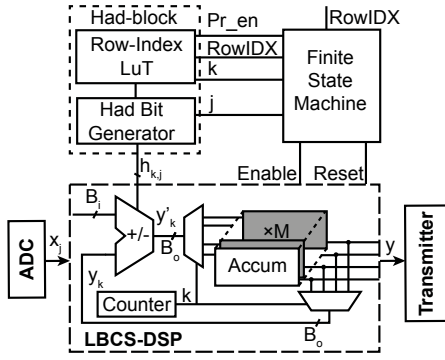 Had-block
Pr_en
RowIDX
Row-Index
LuT
RowIDX
k
Finite
State
Machine
Had Bit
Generator
j
h_{k,j}
Enable
Reset
B_i
y'_k
+/-
B_o
×M
ADC
x_j
Accum
y
Transmitter
y_k
Counter
k
LBCS-DSP
B_o